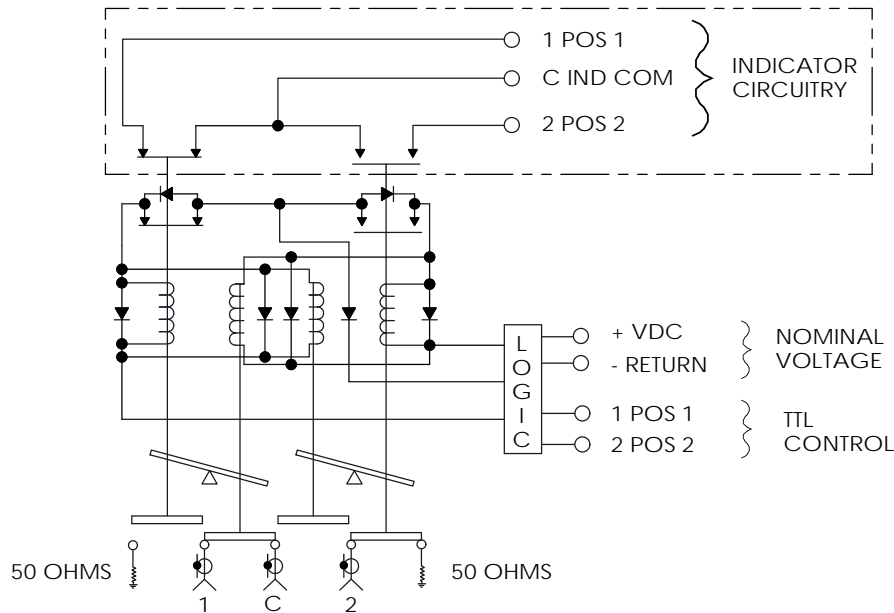 1 POS 1
C IND COM
2 POS 2
INDICATOR
CIRCUITRY
LOGIC
+ VDC
- RETURN
NOMINAL
VOLTAGE
1 POS 1
2 POS 2
TTL
CONTROL
50 OHMS
1
C
2
50 OHMS